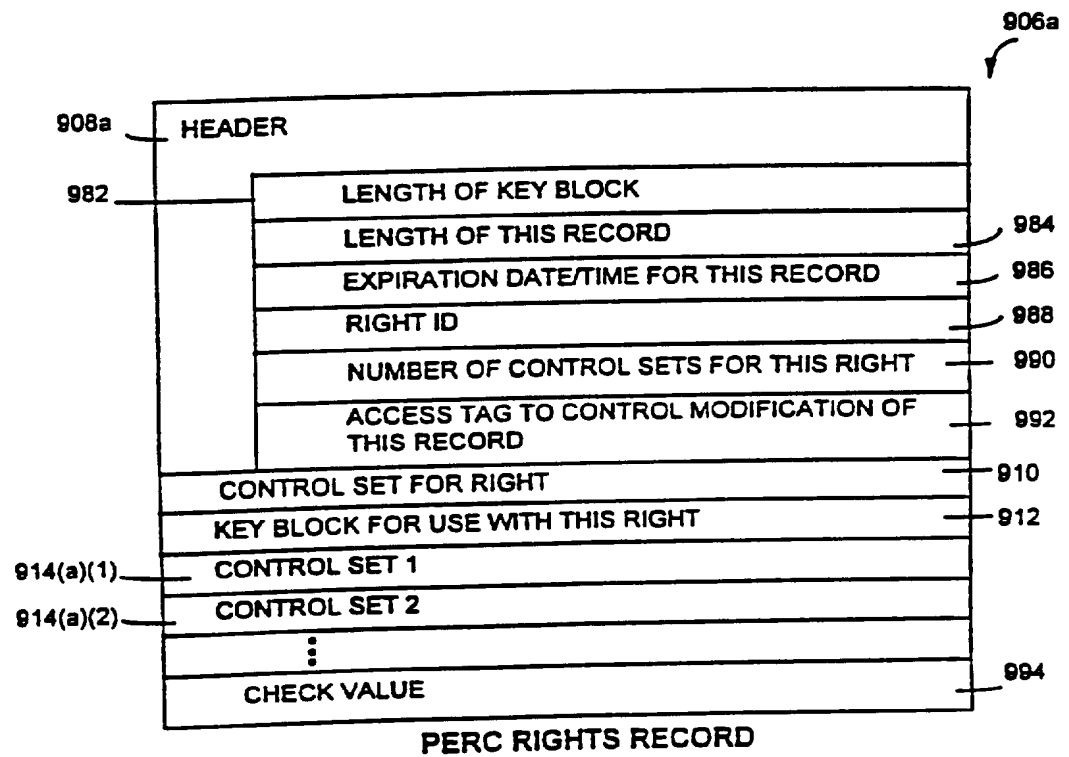 906a
908a
HEADER
982
LENGTH OF KEY BLOCK
LENGTH OF THIS RECORD
984
EXPIRATION DATE/TIME FOR THIS RECORD
986
RIGHT ID
988
NUMBER OF CONTROL SETS FOR THIS RIGHT
990
ACCESS TAG TO CONTROL MODIFICATION OF
THIS RECORD
992
CONTROL SET FOR RIGHT
910
KEY BLOCK FOR USE WITH THIS RIGHT
912
914(a)(1)
CONTROL SET 1
914(a)(2)
CONTROL SET 2
CHECK VALUE
994
PERC RIGHTS RECORD